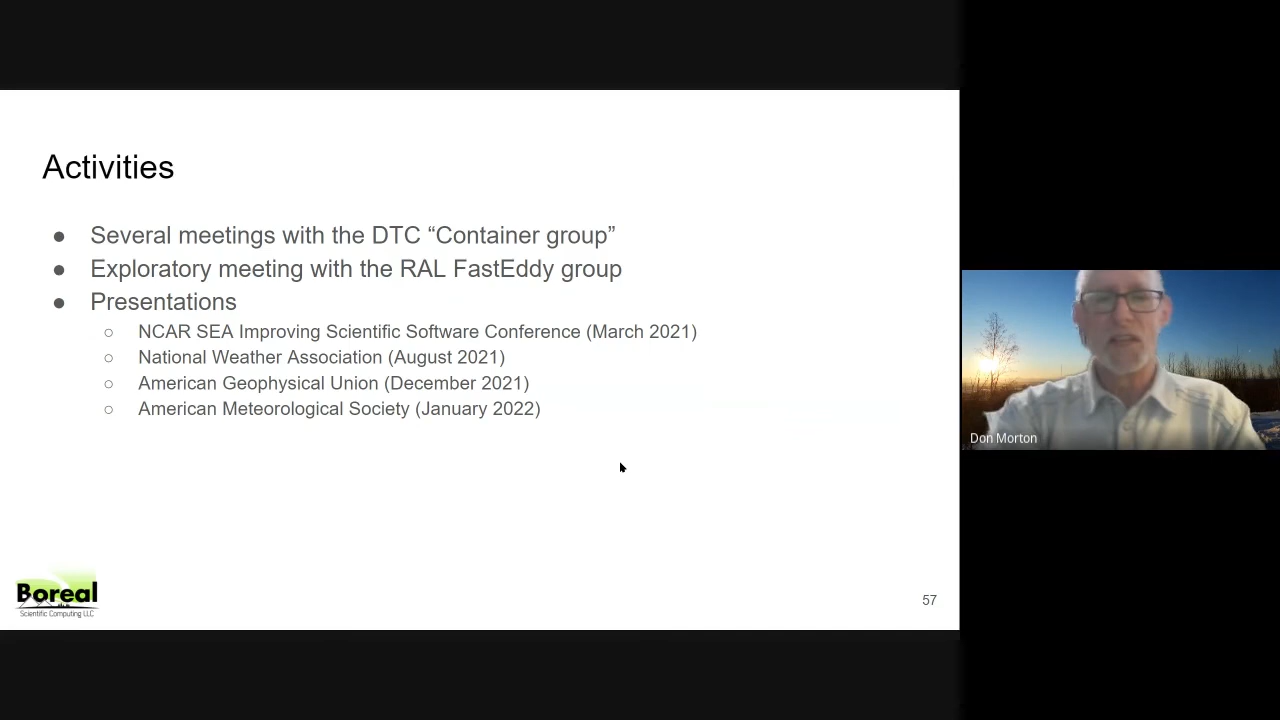 Activities
● Several meetings with the DTC “Container group”
● Exploratory meeting with the RAL FastEddy group
● Presentations
○ NCAR SEA Improving Scientific Software Conference (March 2021)
○ National Weather Association (August 2021)
○ American Geophysical Union (December 2021)
○ American Meteorological Society (January 2022)
Don Morton
Boreal
Scientific Computing LLC
57